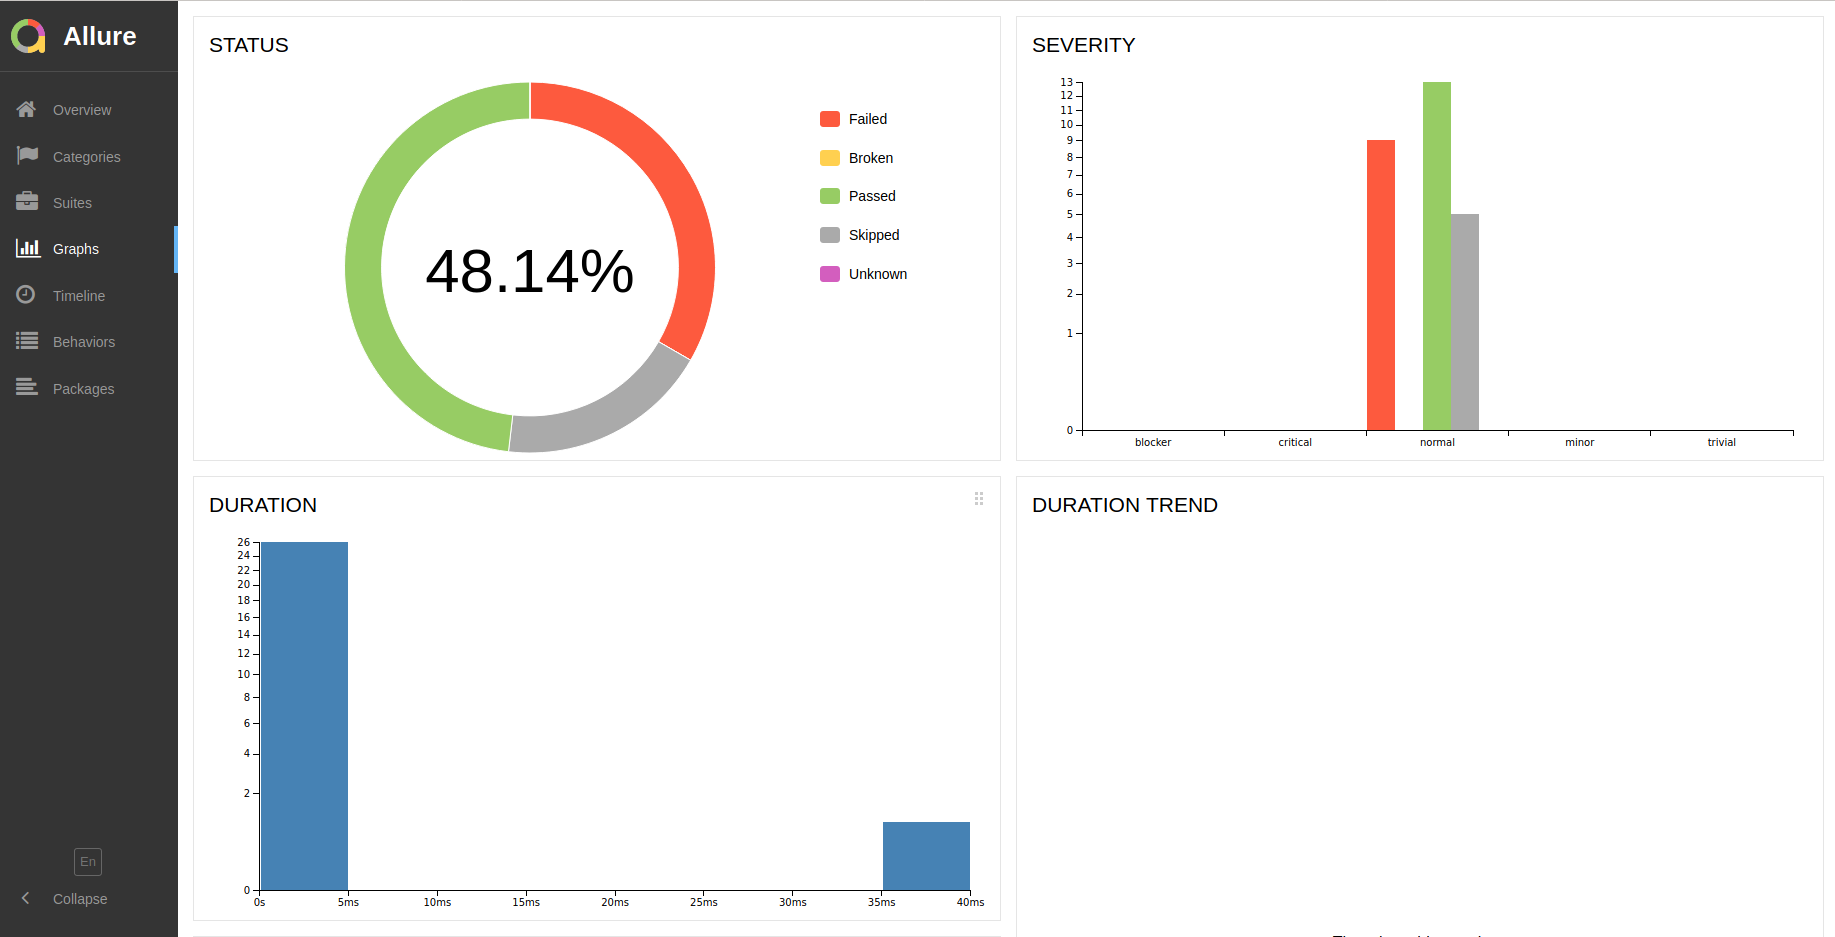 Allure
Overview
Categories
Suites
Graphs
Timeline
Behaviors
Packages
En
Collapse
STATUS
48.14%
Failed
Broken
Passed
Skipped
Unknown
SEVERITY
13
12
11
10
9
8
7
6
5
4
3
2
1
0
blocker critical normal minor trivial
DURATION
26
24
22
20
18
16
14
12
10
8
6
4
2
0
0s 5ms 10ms 15ms 20ms 25ms 30ms 35ms 40ms
DURATION TREND